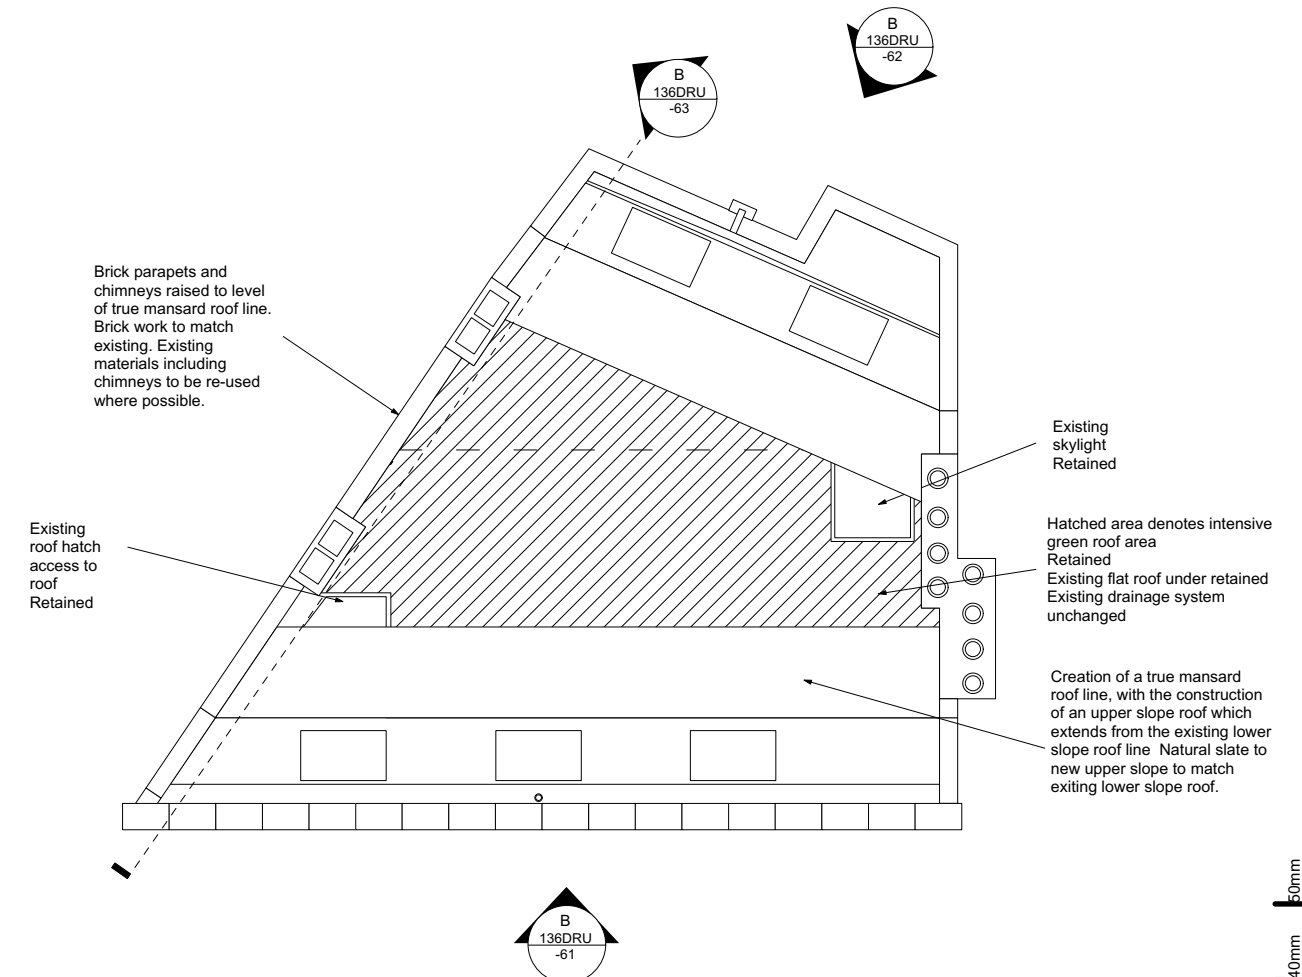 B
136DRU
-62
B
136DRU
-63
Brick parapets and
chimneys raised to level
of true mansard roof line.
Brick work to match
existing. Existing
materials including
chimneys to be re-used
where possible.
Existing
skylight
Retained
Existing
roof hatch
access to
roof
Retained
Hatched area denotes intensive
green roof area
Retained
Existing flat roof under retained
Existing drainage system
unchanged
Creation of a true mansard
roof line, with the construction
of an upper slope roof which
extends from the existing lower
slope roof line Natural slate to
new upper slope to match
exiting lower slope roof.
B
136DRU
-61
50mm
40mm